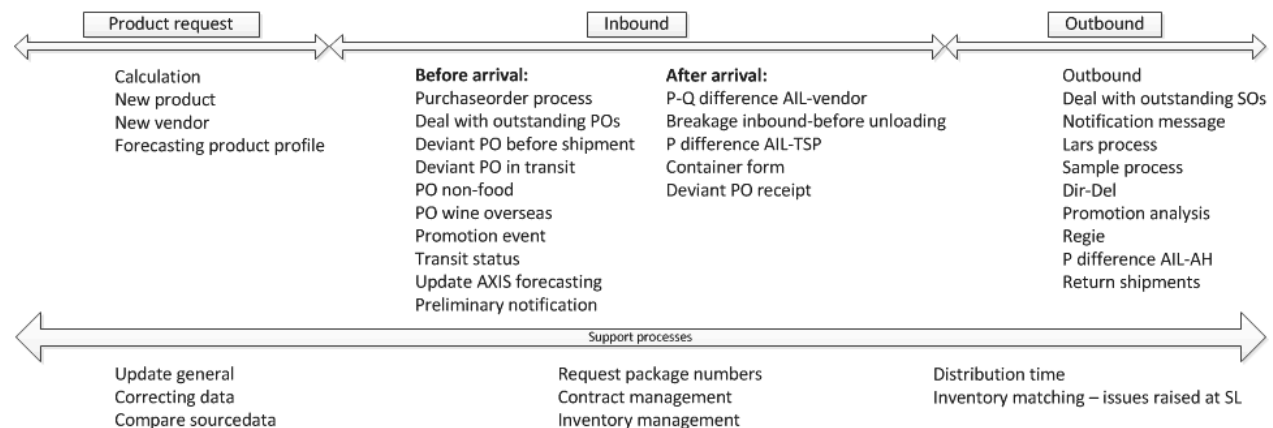 Product request
Inbound
Outbound
Calculation
New product
New vendor
Forecasting product profile
Before arrival:
Purchaseorder process
Deal with outstanding POs
Deviant PO before shipment
Deviant PO in transit
PO non-food
PO wine overseas
Promotion event
Transit status
Update AXIS forecasting
Preliminary notification
After arrival:
P-Q difference AIL-vendor
Breakage inbound-before unloading
P difference AIL-TSP
Container form
Deviant PO receipt
Outbound
Deal with outstanding SOs
Notification message
Lars process
Sample process
Dir-Del
Promotion analysis
Regie
P difference AIL-AH
Return shipments
Support processes
Update general
Correcting data
Compare sourcedata
Request package numbers
Contract management
Inventory management
Distribution time
Inventory matching – issues raised at SL